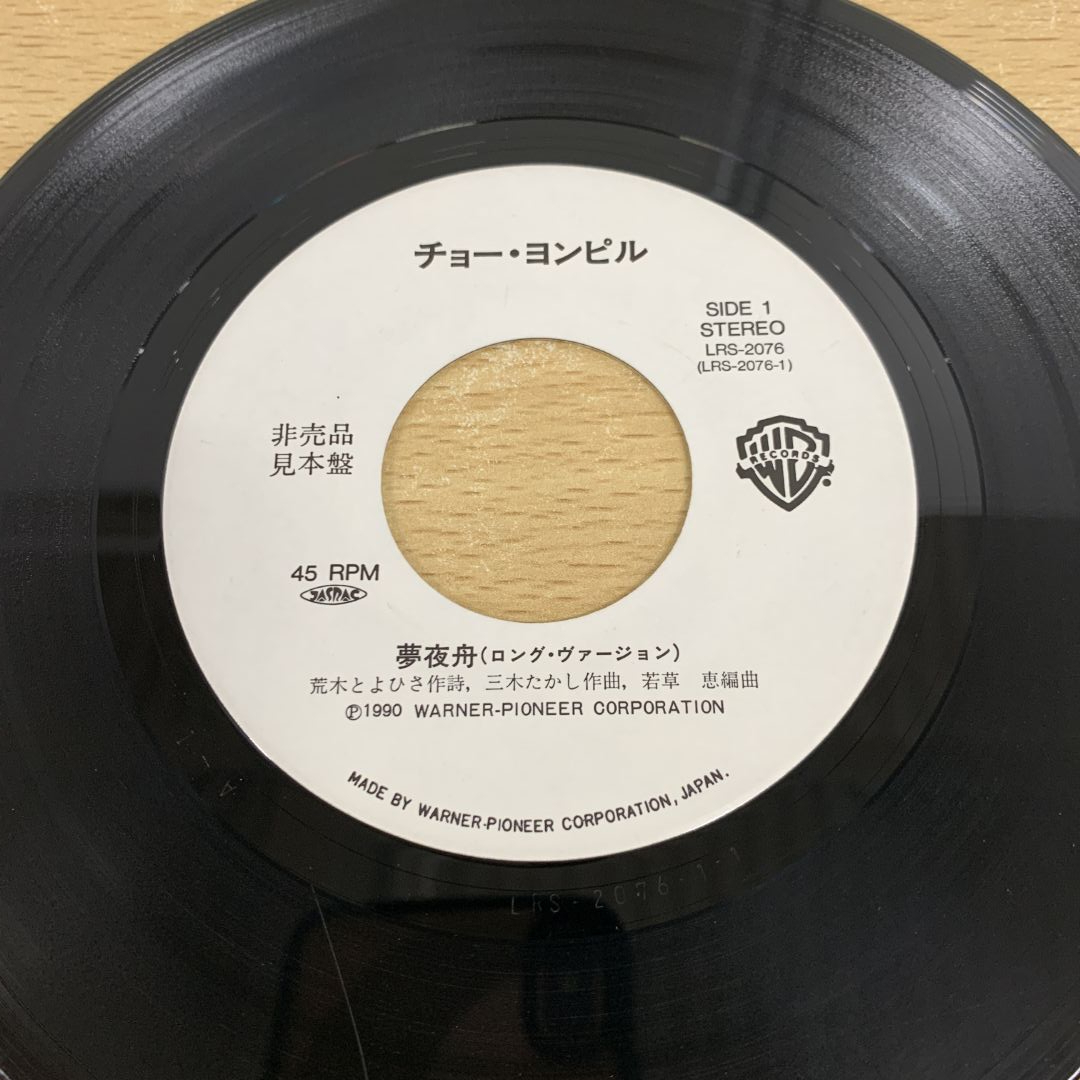 チョー・ヨンピル
SIDE 1
STEREO
LRS-2076
(LRS-2076-1)
非売品
見本盤
RECORDS
45 RPM
JASRAC
夢夜舟(ロング・ヴァージョン)
荒木とよひさ作詩, 三木たかし作曲, 若草　恵編曲
Ⓟ1990 WARNER-PIONEER CORPORATION
MADE BY WARNER-PIONEER CORPORATION, JAPAN.
LRS-2076-1-1